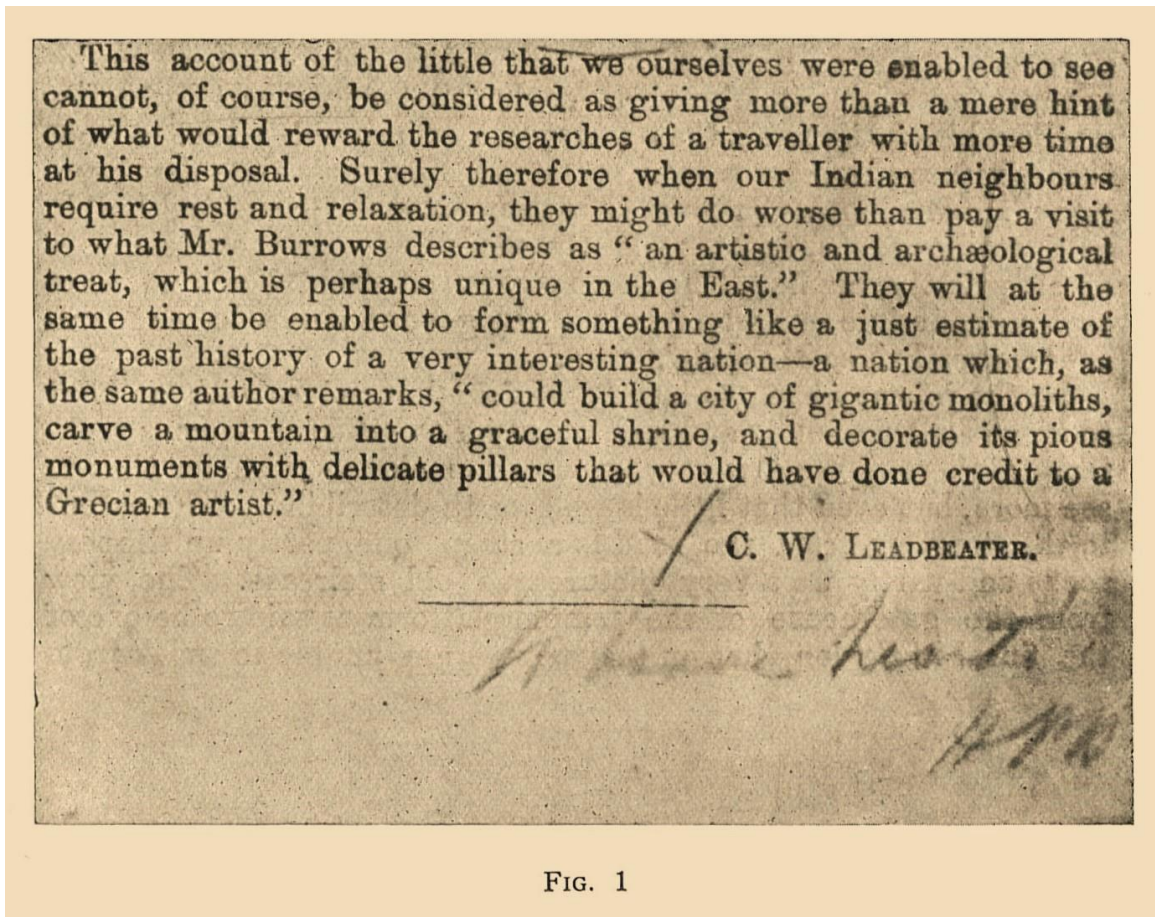 This account of the little that we ourselves were enabled to see
cannot, of course, be considered as giving more than a mere hint
of what would reward the researches of a traveller with more time
at his disposal. Surely therefore when our Indian neighbours
require rest and relaxation, they might do worse than pay a visit
to what Mr. Burrows describes as “ an artistic and archæological
treat, which is perhaps unique in the East.” They will at the
same time be enabled to form something like a just estimate of
the past history of a very interesting nation—a nation which, as
the same author remarks, “ could build a city of gigantic monoliths,
carve a mountain into a graceful shrine, and decorate its pious
monuments with delicate pillars that would have done credit to a
Grecian artist.”
C. W. LEADBEATER.
A brave heart
HPB
FIG. 1